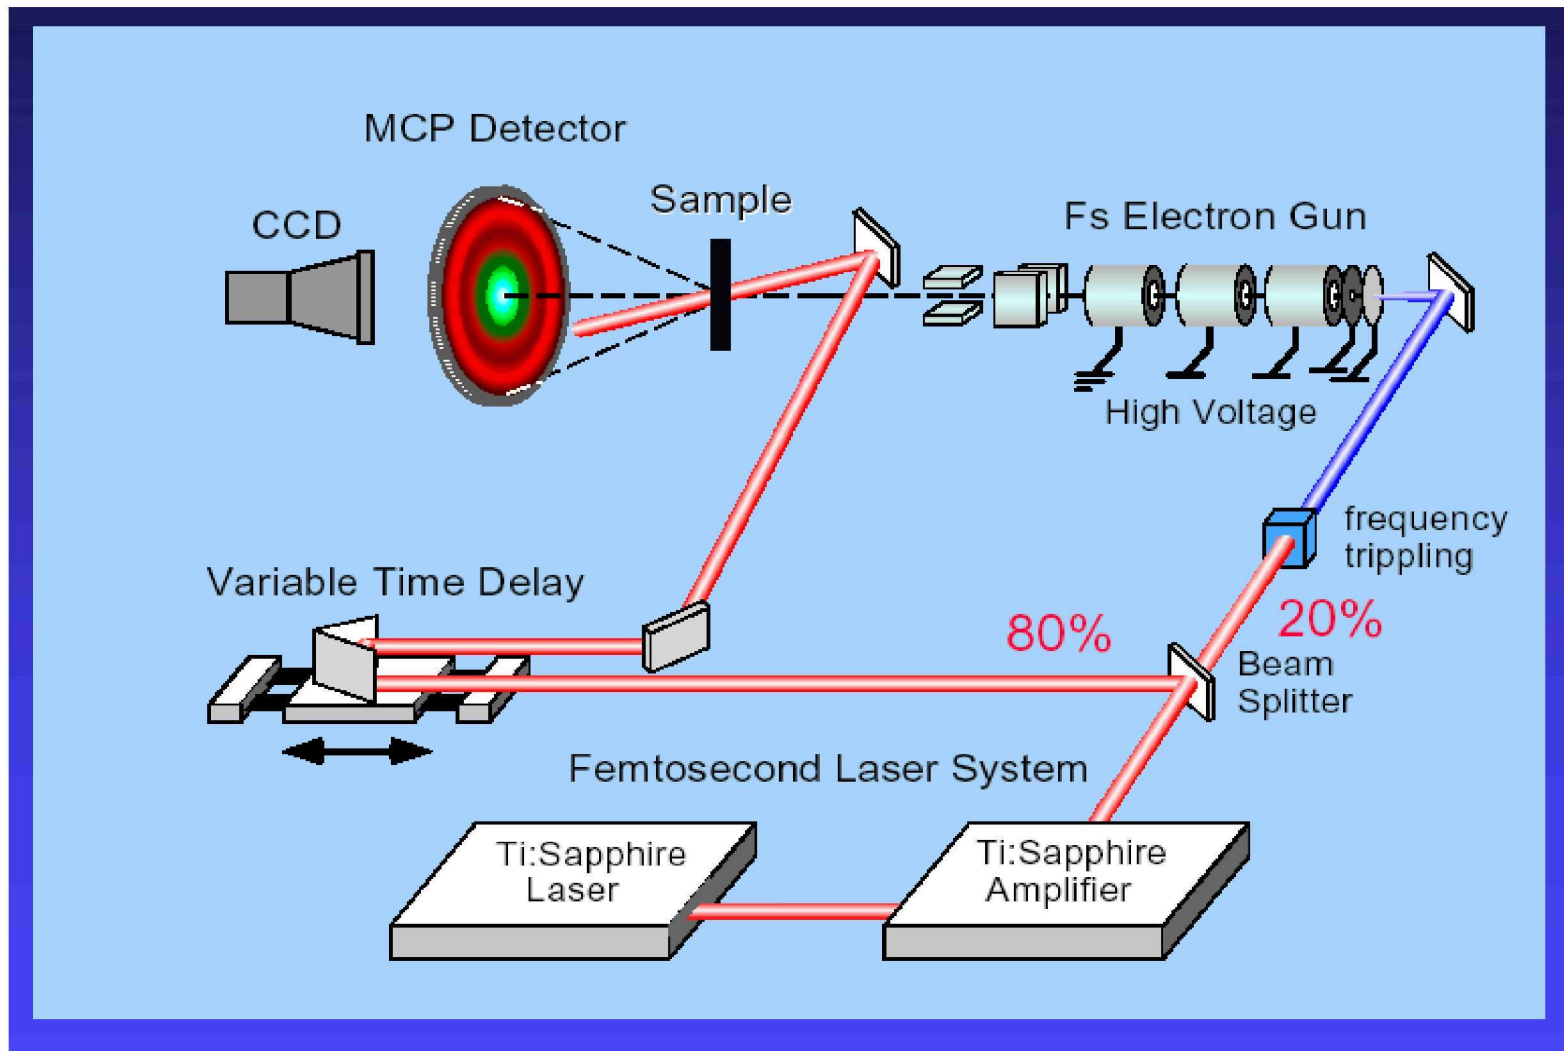 MCP Detector
Sample
CCD
Fs Electron Gun
High Voltage
frequency
trippling
Variable Time Delay
80%
20%
Beam
Splitter
Femtosecond Laser System
Ti:Sapphire
Laser
Ti:Sapphire
Amplifier